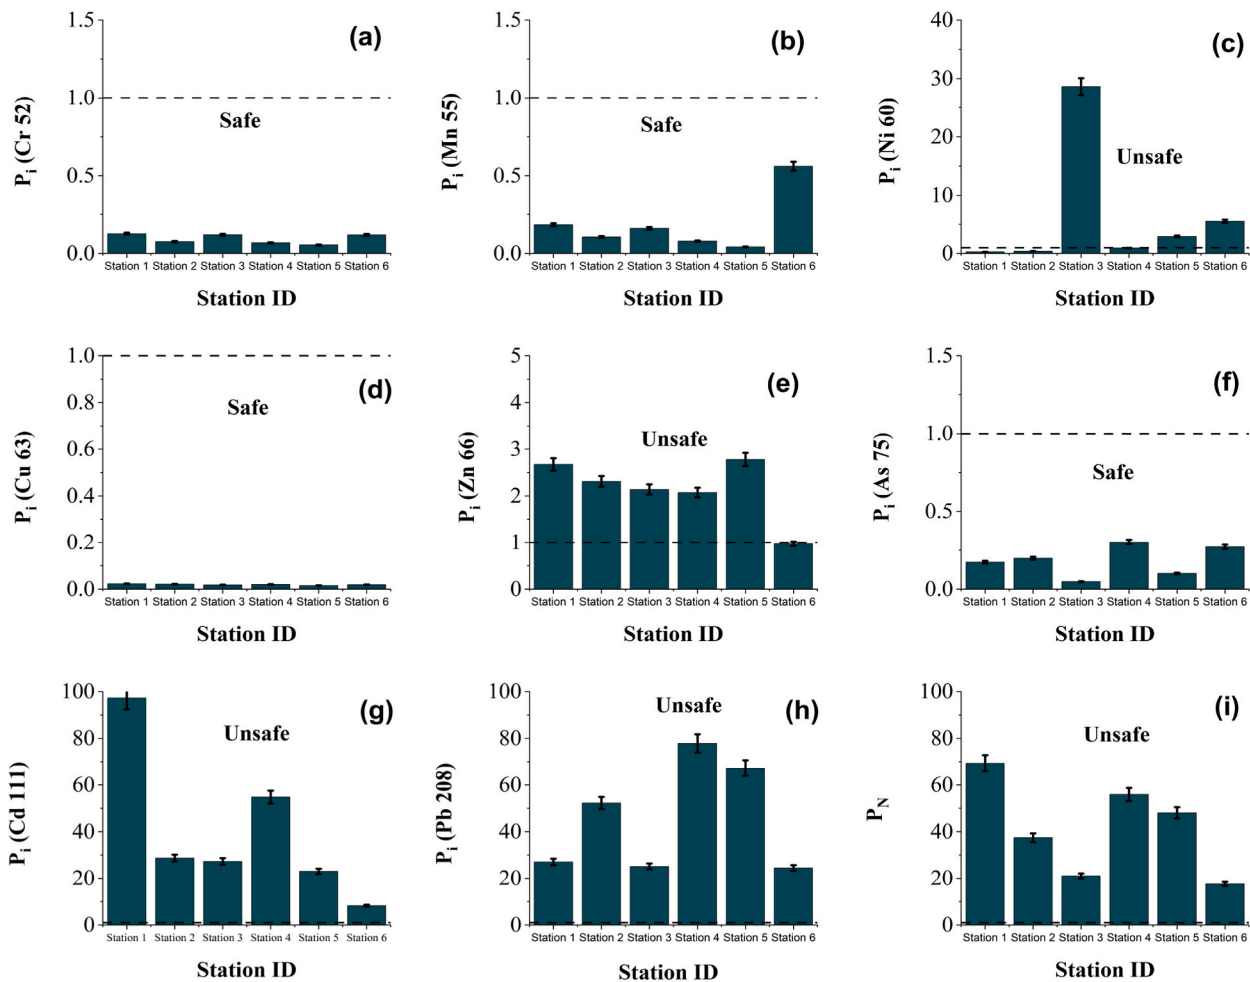 (a)
1.5
1.0
0.5
0.0
P_i (Cr 52)
Safe
Station 1 Station 2 Station 3 Station 4 Station 5 Station 6
Station ID
(b)
1.5
1.0
0.5
0.0
P_i (Mn 55)
Safe
Station 1 Station 2 Station 3 Station 4 Station 5 Station 6
Station ID
(c)
40
30
20
10
0
P_i (Ni 60)
Unsafe
Station 1 Station 2 Station 3 Station 4 Station 5 Station 6
Station ID
(d)
1.0
0.8
0.6
0.4
0.2
0.0
P_i (Cu 63)
Safe
Station 1 Station 2 Station 3 Station 4 Station 5 Station 6
Station ID
(e)
5
4
3
2
1
0
P_i (Zn 66)
Unsafe
Station 1 Station 2 Station 3 Station 4 Station 5 Station 6
Station ID
(f)
1.5
1.0
0.5
0.0
P_i (As 75)
Safe
Station 1 Station 2 Station 3 Station 4 Station 5 Station 6
Station ID
(g)
100
80
60
40
20
0
P_i (Cd 111)
Unsafe
Station 1 Station 2 Station 3 Station 4 Station 5 Station 6
Station ID
(h)
100
80
60
40
20
0
P_i (Pb 208)
Unsafe
Station 1 Station 2 Station 3 Station 4 Station 5 Station 6
Station ID
(i)
100
80
60
40
20
0
P_N
Unsafe
Station 1 Station 2 Station 3 Station 4 Station 5 Station 6
Station ID